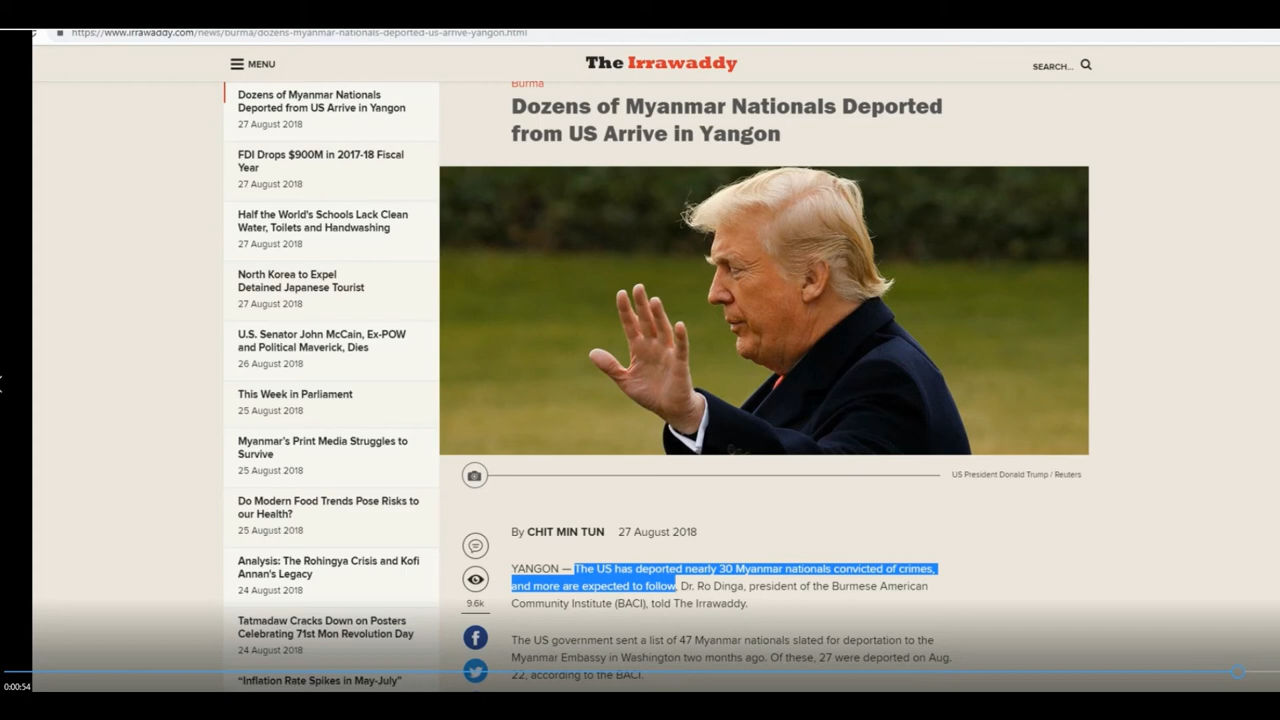 https://www.irrawaddy.com/news/burma/dozens-myanmar-nationals-deported-us-arrive-yangon.html
MENU
The Irrawaddy
SEARCH...
Dozens of Myanmar Nationals
Deported from US Arrive in Yangon
27 August 2018
FDI Drops $900M in 2017-18 Fiscal
Year
27 August 2018
Half the World's Schools Lack Clean
Water, Toilets and Handwashing
27 August 2018
North Korea to Expel
Detained Japanese Tourist
27 August 2018
U.S. Senator John McCain, Ex-POW
and Political Maverick, Dies
26 August 2018
This Week in Parliament
25 August 2018
Myanmar's Print Media Struggles to
Survive
25 August 2018
Do Modern Food Trends Pose Risks to
our Health?
25 August 2018
Analysis: The Rohingya Crisis and Kofi
Annan's Legacy
24 August 2018
Tatmadaw Cracks Down on Posters
Celebrating 71st Mon Revolution Day
24 August 2018
“Inflation Rate Spikes in May-July”
Burma
Dozens of Myanmar Nationals Deported
from US Arrive in Yangon
US President Donald Trump / Reuters
By CHIT MIN TUN 27 August 2018
YANGON — The US has deported nearly 30 Myanmar nationals convicted of crimes,
and more are expected to follow, Dr. Ro Dinga, president of the Burmese American
Community Institute (BACI), told The Irrawaddy.
9.6k
The US government sent a list of 47 Myanmar nationals slated for deportation to the
Myanmar Embassy in Washington two months ago. Of these, 27 were deported on Aug.
22, according to the BACI.
0:00:54